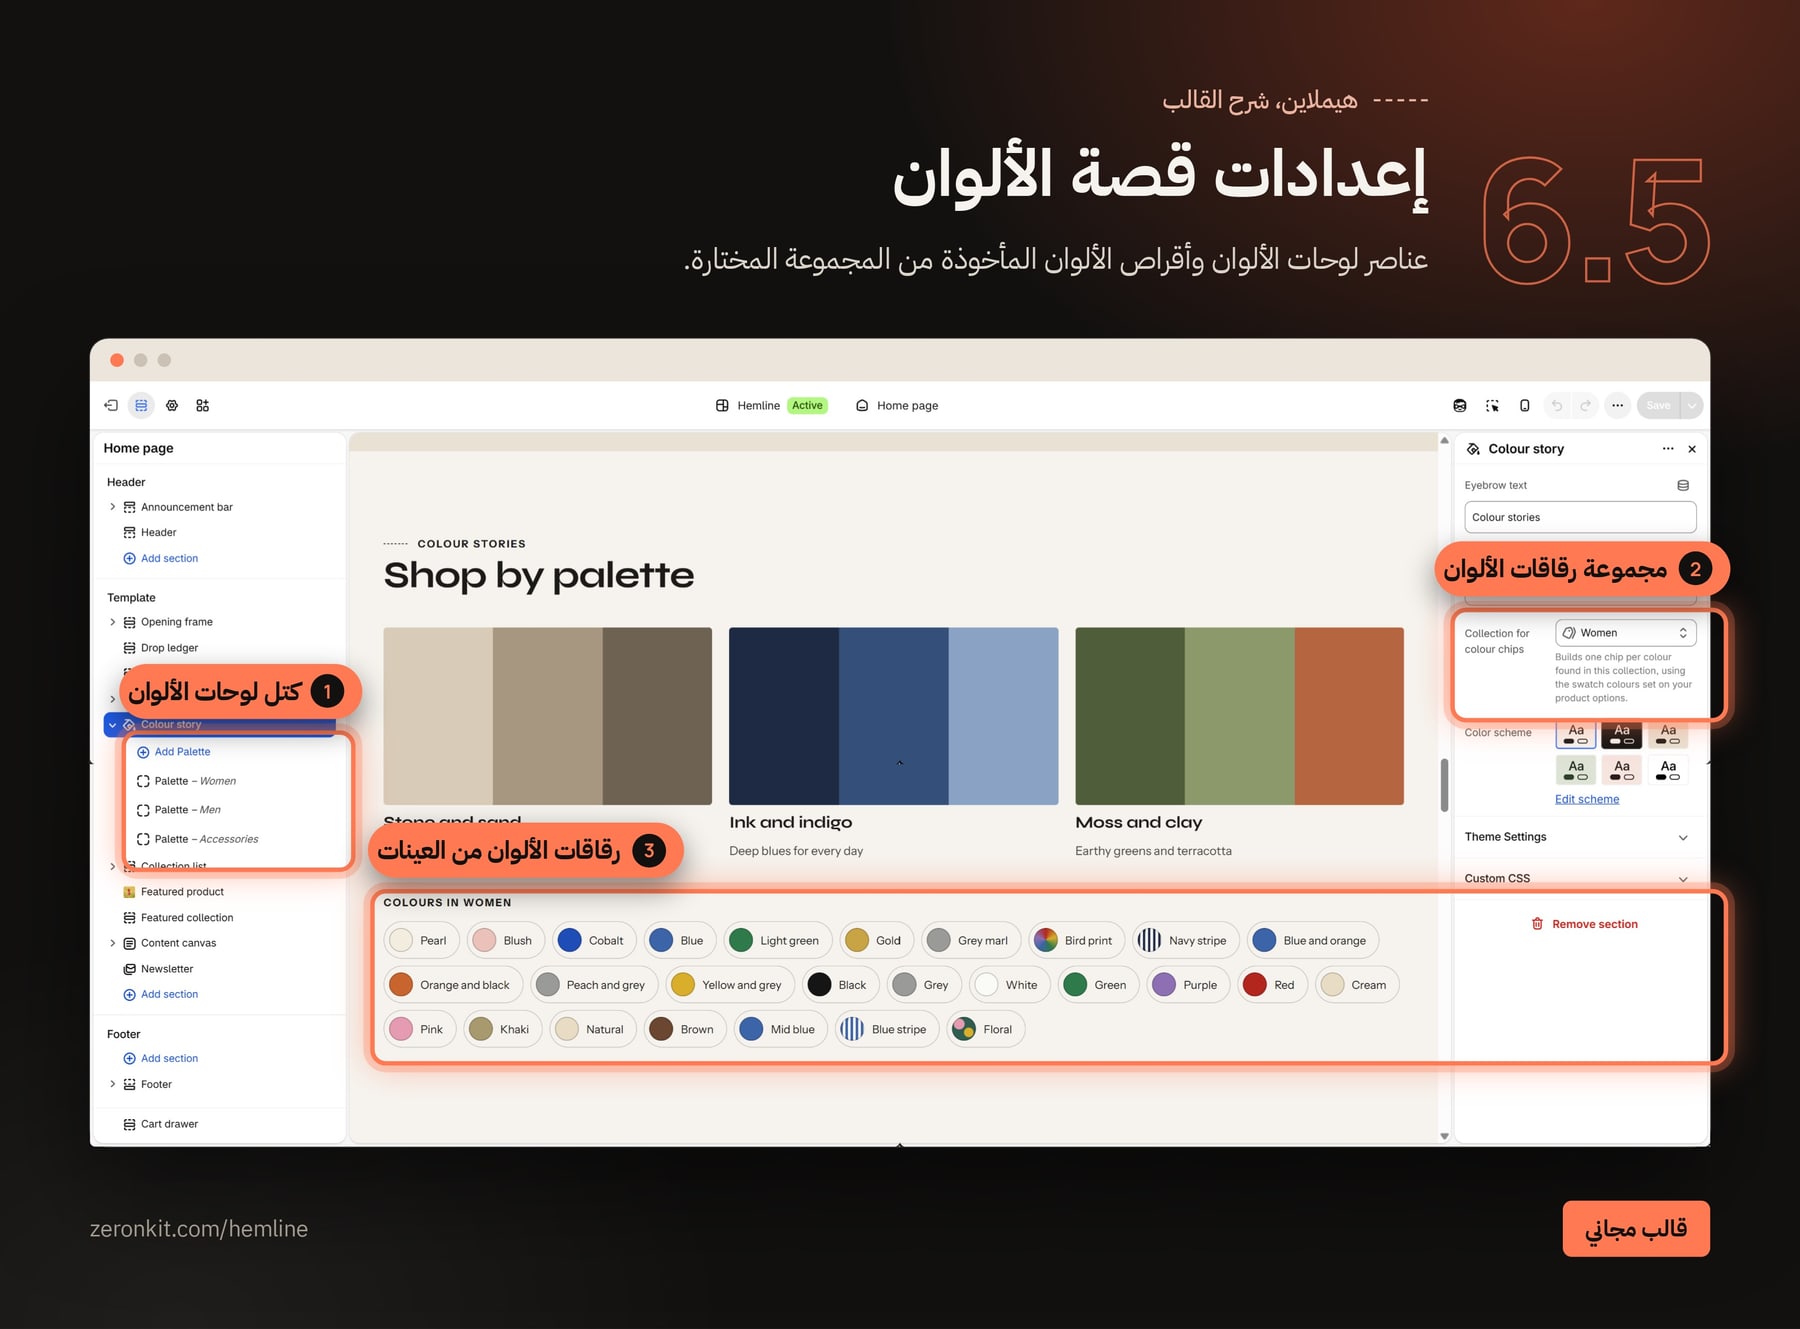 هيملاين، شرح القالب
إعدادات قصة الألوان
6.5
عناصر لوحات الألوان وأقراص الألوان المأخوذة من المجموعة المختارة.
Hemline Active Home page
Save
Home page
Header
Announcement bar
Header
Add section
Template
Opening frame
Drop ledger
1 كتل لوحات الألوان
Colour story
Add Palette
Palette – Women
Palette – Men
Palette – Accessories
Collection list
Featured product
Featured collection
Content canvas
Newsletter
Add section
Footer
Add section
Footer
Cart drawer
COLOUR STORIES
Shop by palette
Stone and sand
Ink and indigo
Deep blues for every day
Moss and clay
Earthy greens and terracotta
3 رقاقات الألوان من العينات
COLOURS IN WOMEN
Pearl Blush Cobalt Blue Light green Gold Grey marl Bird print Navy stripe Blue and orange
Orange and black Peach and grey Yellow and grey Black Grey White Green Purple Red Cream
Pink Khaki Natural Brown Mid blue Blue stripe Floral
Colour story
Eyebrow text
Colour stories
2 مجموعة رقاقات الألوان
Collection for
colour chips
Women
Builds one chip per colour
found in this collection, using
the swatch colours set on your
product options.
Color scheme
Aa Aa Aa
Aa Aa Aa
Edit scheme
Theme Settings
Custom CSS
Remove section
zeronkit.com/hemline
قالب مجاني